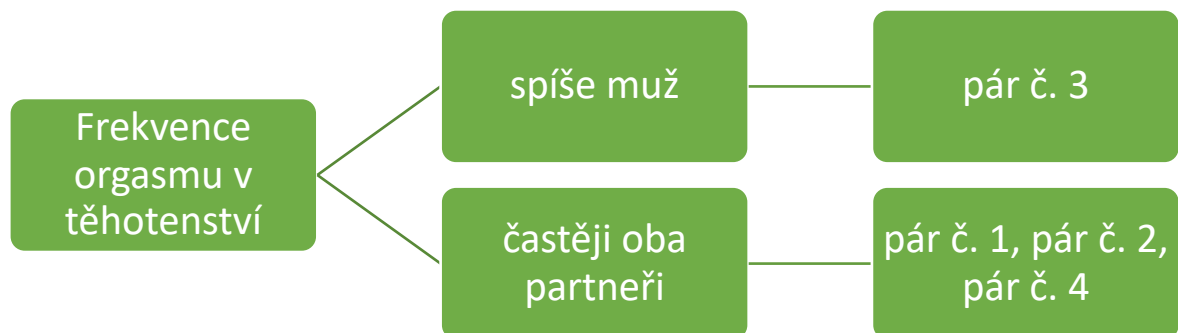 Frekvence
orgasmu v
těhotenství
spíše muž
pár č. 3
častěji oba
partneři
pár č. 1, pár č. 2,
pár č. 4